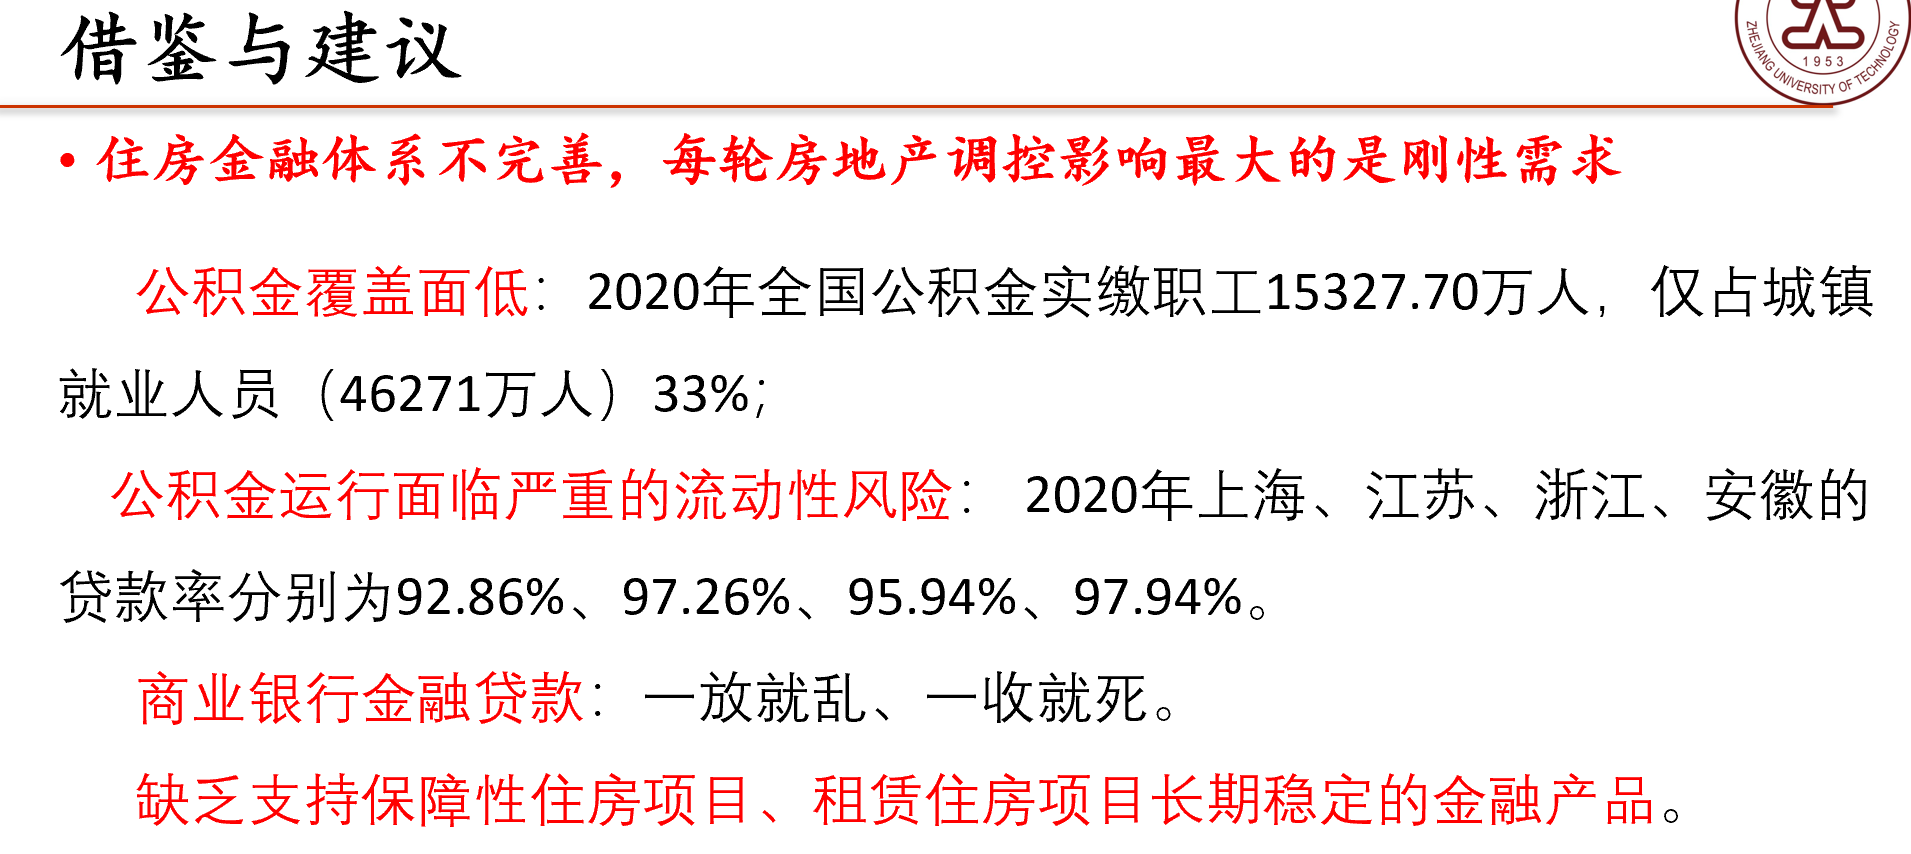 借鉴与建议
ZHEJIANG UNIVERSITY OF TECHNOLOGY
1953
• 住房金融体系不完善，每轮房地产调控影响最大的是刚性需求
公积金覆盖面低：2020年全国公积金实缴职工15327.70万人，仅占城镇
就业人员（46271万人）33%；
公积金运行面临严重的流动性风险： 2020年上海、江苏、浙江、安徽的
贷款率分别为92.86%、97.26%、95.94%、97.94%。
商业银行金融贷款：一放就乱、一收就死。
缺乏支持保障性住房项目、租赁住房项目长期稳定的金融产品。